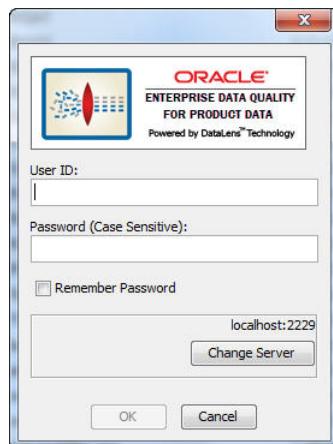 ORACLE®
ENTERPRISE DATA QUALITY
FOR PRODUCT DATA
Powered by DataLens™ Technology
User ID:
Password (Case Sensitive):
Remember Password
localhost:2229
Change Server
OK
Cancel